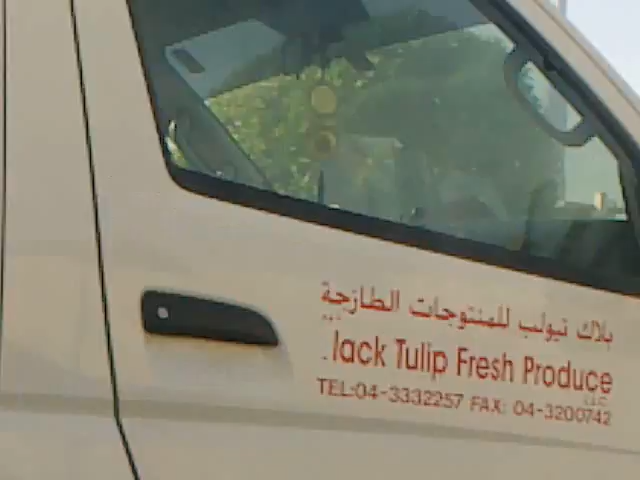 بلاك تيولب للمنتوجات الطازجة
lack Tulip Fresh Produce
L.L.C.
TEL:04-3332257 FAX: 04-3200742